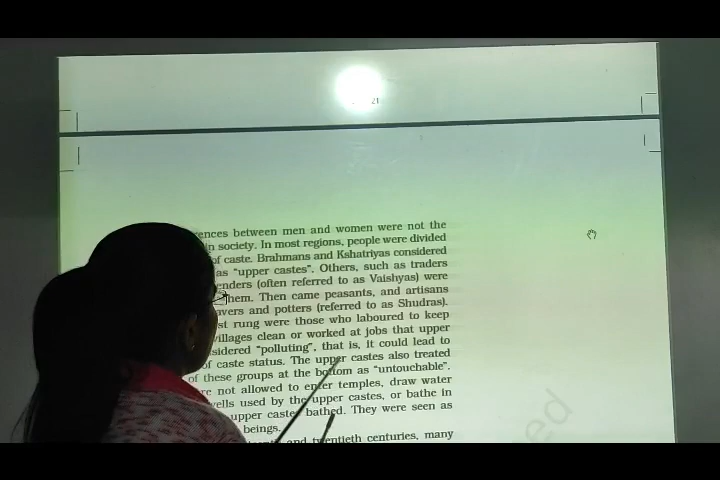 21
ences between men and women were not the
in society. In most regions, people were divided
of caste. Brahmans and Kshatriyas considered
as “upper castes”. Others, such as traders
enders (often referred to as Vaishyas) were
hem. Then came peasants, and artisans
avers and potters (referred to as Shudras).
st rung were those who laboured to keep
villages clean or worked at jobs that upper
sidered “polluting”, that is, it could lead to
of caste status. The upper castes also treated
of these groups at the bottom as “untouchable”.
re not allowed to enter temples, draw water
ells used by the upper castes, or bathe in
upper castes bathed. They were seen as
beings.
and twentieth centuries, many